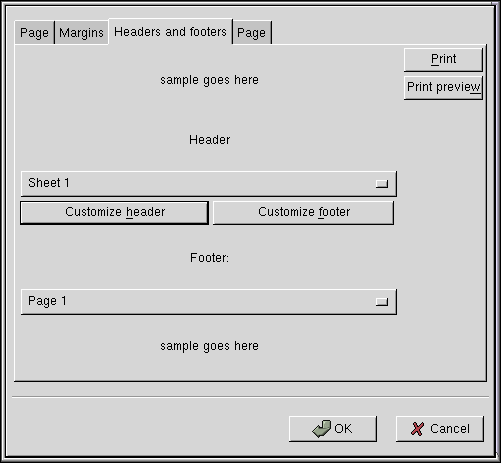 Page Margins Headers and footers Page
Print
sample goes here
Print preview
Header
Sheet 1
Customize header Customize footer
Footer:
Page 1
sample goes here
OK Cancel